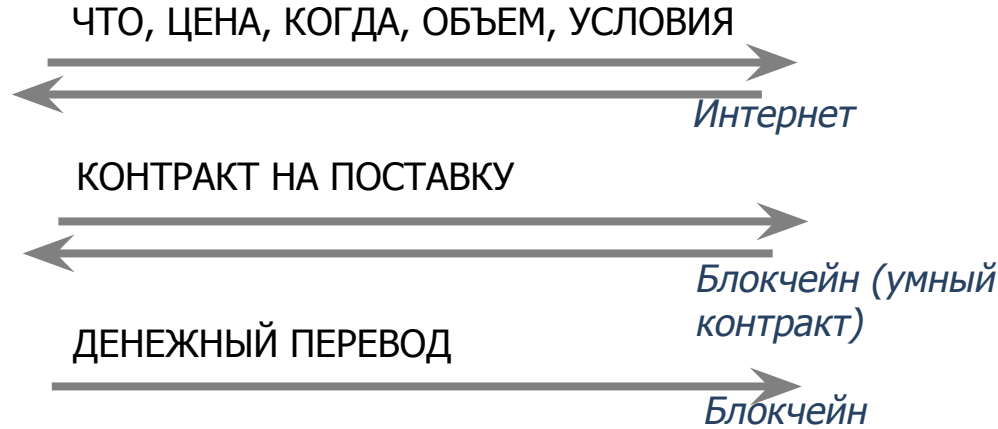 ЧТО, ЦЕНА, КОГДА, ОБЪЕМ, УСЛОВИЯ
Интернет
КОНТРАКТ НА ПОСТАВКУ
Блокчейн (умный
контракт)
ДЕНЕЖНЫЙ ПЕРЕВОД
Блокчейн